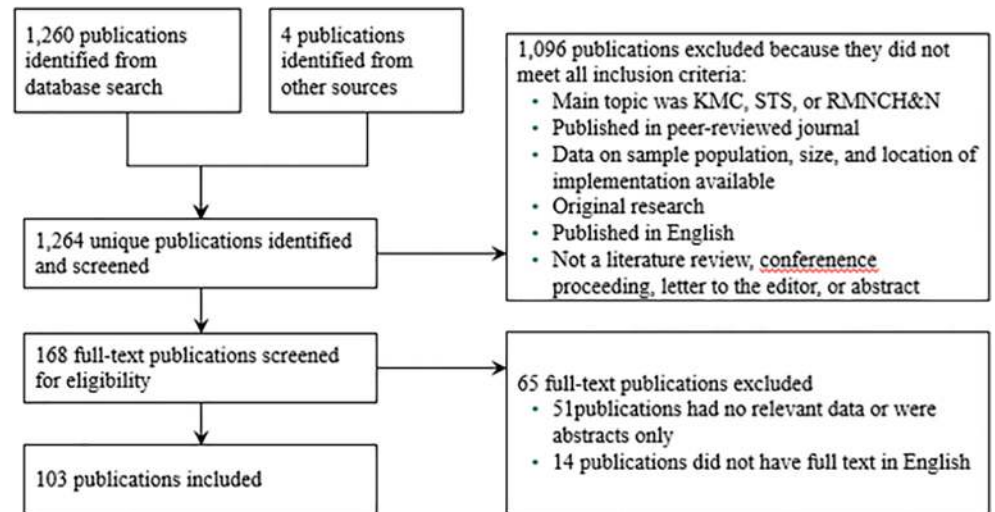 1,260 publications
identified from
database search
4 publications
identified from
other sources
1,096 publications excluded because they did not
meet all inclusion criteria:
• Main topic was KMC, STS, or RMNCH&N
• Published in peer-reviewed journal
• Data on sample population, size, and location of
implementation available
• Original research
• Published in English
• Not a literature review, conferenence
proceeding, letter to the editor, or abstract
1,264 unique publications identified
and screened
168 full-text publications screened
for eligibility
65 full-text publications excluded
• 51publications had no relevant data or were
abstracts only
• 14 publications did not have full text in English
103 publications included